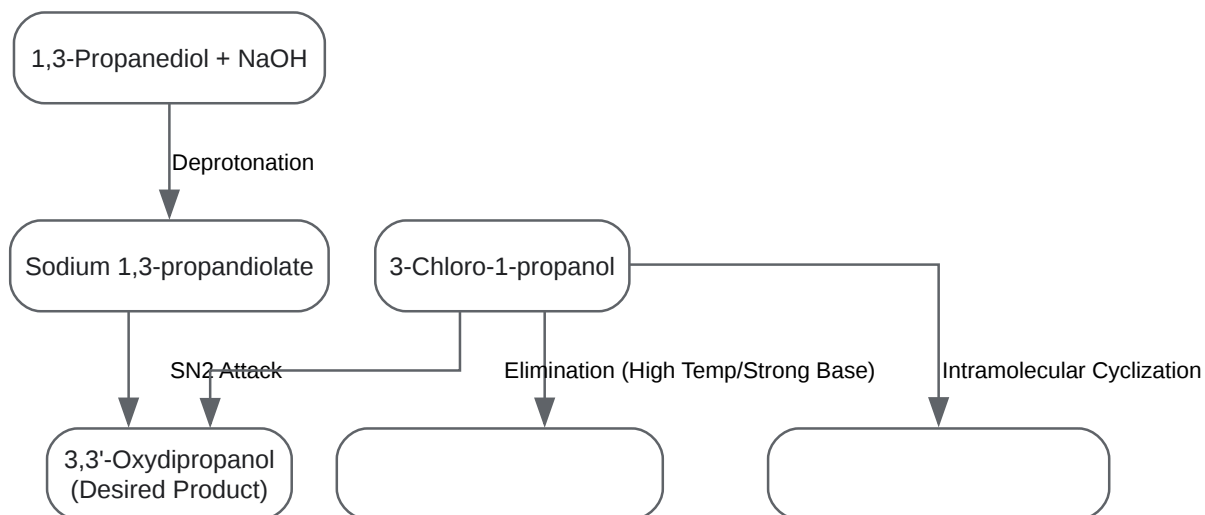 1,3-Propanediol + NaOH
Deprotonation
Sodium 1,3-propandiolate
3-Chloro-1-propanol
SN2 Attack
Elimination (High Temp/Strong Base)
Intramolecular Cyclization
3,3'-Oxydipropanol
(Desired Product)